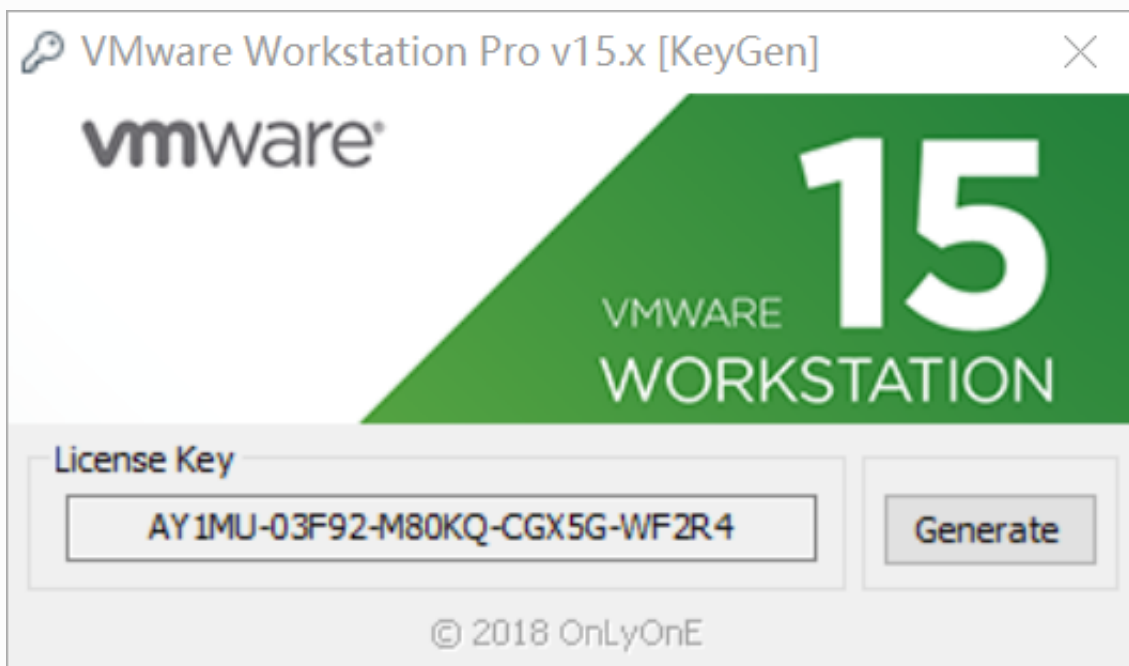 VMware Workstation Pro v15.x [KeyGen]
vmware®
15
VMWARE
WORKSTATION
License Key
AY1MU-03F92-M80KQ-CGX5G-WF2R4
Generate
© 2018 OnLyOnE